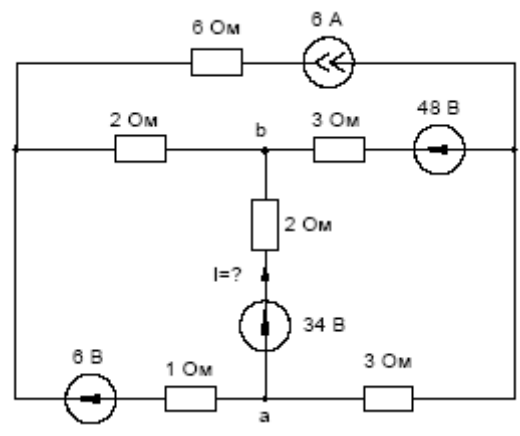 6 Ом
6 А
2 Ом
b
3 Ом
48 В
2 Ом
I=?
34 В
6 В
1 Ом
3 Ом
a